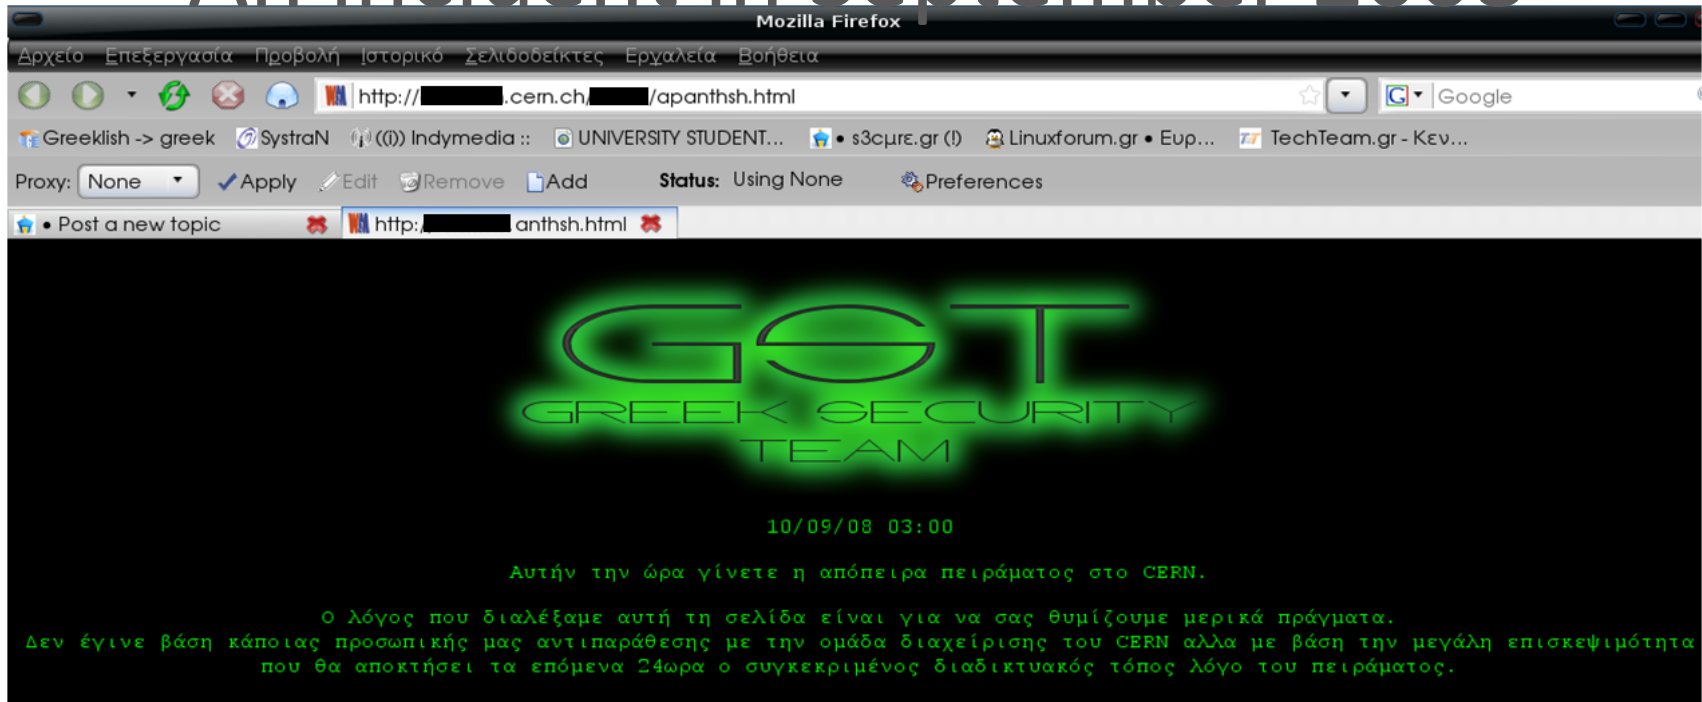 An incident in September 2008
Mozilla Firefox
Αρχείο Επεξεργασία Προβολή Ιστορικό Σελιδοδείκτες Εργαλεία Βοήθεια
http:// .cern.ch/ /apanthsh.html G Google
Greeklish -> greek SystraN ((i)) Indymedia :: UNIVERSITY STUDENT... • s3cμrε.gr (!) Linuxforum.gr • Ευρ... TechTeam.gr - Κεν...
Proxy: None Apply Edit Remove Add Status: Using None Preferences
• Post a new topic http:/ anthsh.html
GST
GREEK SECURITY
TEAM
10/09/08 03:00
Αυτήν την ώρα γίνετε η απόπειρα πειράματος στο CERN.
Ο λόγος που διαλέξαμε αυτή τη σελίδα είναι για να σας θυμίζουμε μερικά πράγματα.
Δεν έγινε βάση κάποιας προσωπικής μας αντιπαράθεσης με την ομάδα διαχείρισης του CERN αλλα με βάση την μεγάλη επισκεψιμότητα
που θα αποκτήσει τα επόμενα 24ωρα ο συγκεκριμένος διαδικτυακός τόπος λόγο του πειράματος.